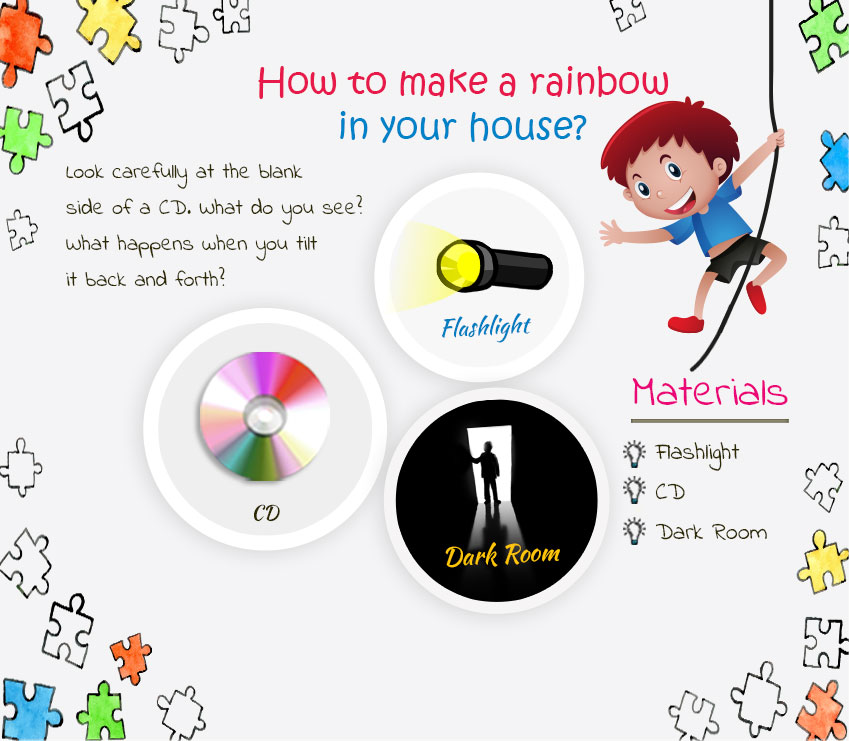 How to make a rainbow
in your house?
Look carefully at the blank
side of a CD. What do you see?
What happens when you tilt
it back and forth?
Flashlight
CD
Dark Room
Materials
Flashlight
CD
Dark Room